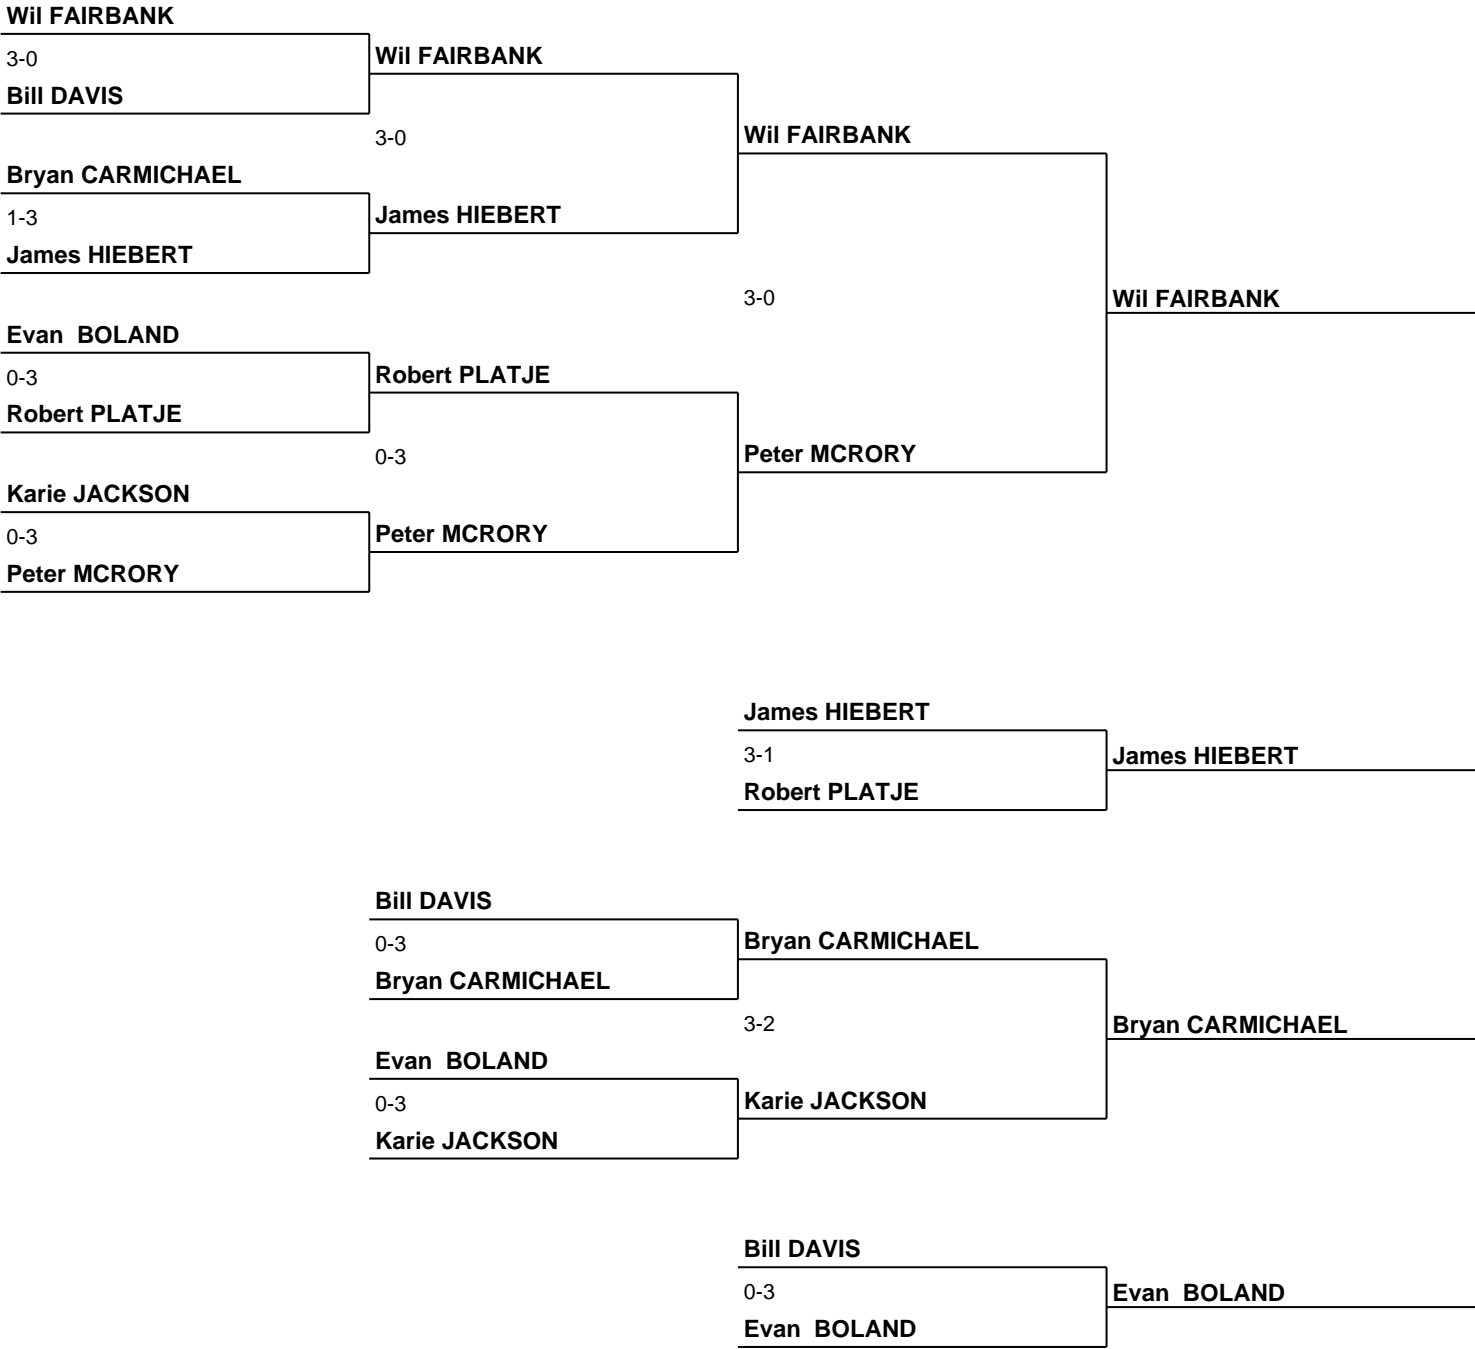 Wil FAIRBANK
3-0
Wil FAIRBANK
Bill DAVIS
3-0
Wil FAIRBANK
Bryan CARMICHAEL
1-3
James HIEBERT
James HIEBERT
3-0
Wil FAIRBANK
Evan  BOLAND
0-3
Robert PLATJE
Robert PLATJE
0-3
Peter MCRORY
Karie JACKSON
0-3
Peter MCRORY
Peter MCRORY
James HIEBERT
3-1
James HIEBERT
Robert PLATJE
Bill DAVIS
0-3
Bryan CARMICHAEL
Bryan CARMICHAEL
3-2
Bryan CARMICHAEL
Evan  BOLAND
0-3
Karie JACKSON
Karie JACKSON
Bill DAVIS
0-3
Evan  BOLAND
Evan  BOLAND